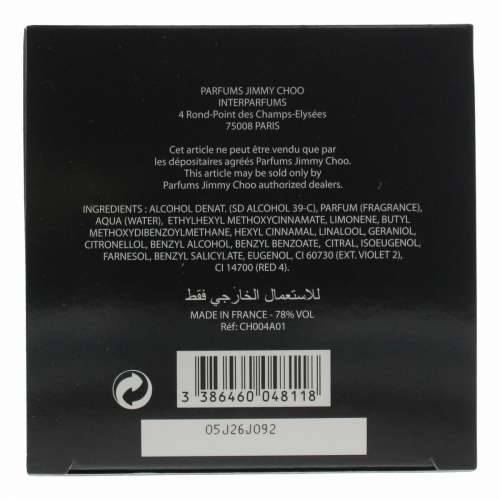 PARFUMS JIMMY CHOO
INTERPARFUMS
4 Rond-Point des Champs-Elysées
75008 PARIS
Cet article ne peut être vendu que par
les dépositaires agréés Parfums Jimmy Choo.
This article may be sold only by
Parfums Jimmy Choo authorized dealers.
INGREDIENTS : ALCOHOL DENAT. (SD ALCOHOL 39-C), PARFUM (FRAGRANCE),
AQUA (WATER), ETHYLHEXYL METHOXYCINNAMATE, LIMONENE, BUTYL
METHOXYDIBENZOYLMETHANE, HEXYL CINNAMAL, LINALOOL, GERANIOL,
CITRONELLOL, BENZYL ALCOHOL, BENZYL BENZOATE, CITRAL, ISOEUGENOL,
FARNESOL, BENZYL SALICYLATE, EUGENOL, CI 60730 (EXT. VIOLET 2),
CI 14700 (RED 4).
للاستعمال الخارجي فقط
MADE IN FRANCE - 78% VOL
Réf: CH004A01
3 386460 048118
05J26J092